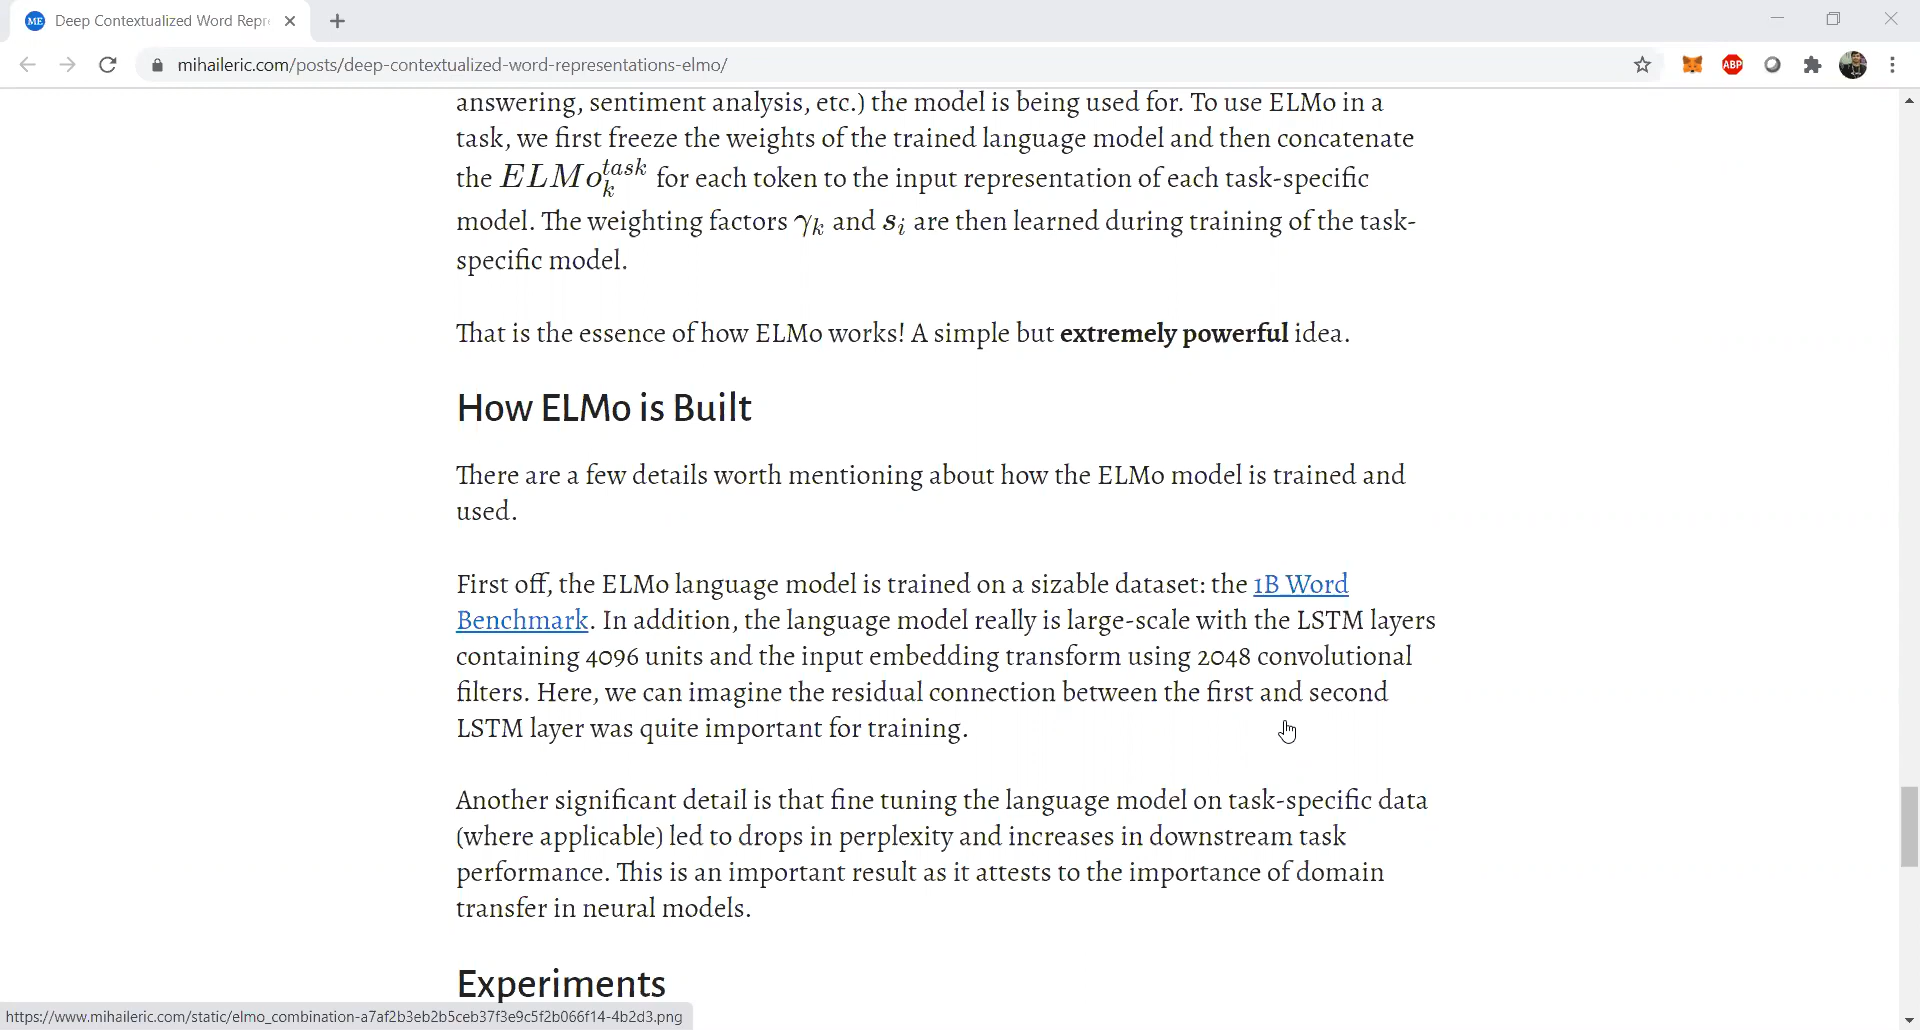 ME Deep Contextualized Word Repre
mihaileric.com/posts/deep-contextualized-word-representations-elmo/
ABP
answering, sentiment analysis, etc.) the model is being used for. To use ELMo in a
task, we first freeze the weights of the trained language model and then concatenate
the ELMo_k^{task} for each token to the input representation of each task-specific
model. The weighting factors γ_k and s_i are then learned during training of the task-
specific model.
That is the essence of how ELMo works! A simple but extremely powerful idea.
How ELMo is Built
There are a few details worth mentioning about how the ELMo model is trained and
used.
First off, the ELMo language model is trained on a sizable dataset: the 1B Word
Benchmark. In addition, the language model really is large-scale with the LSTM layers
containing 4096 units and the input embedding transform using 2048 convolutional
filters. Here, we can imagine the residual connection between the first and second
LSTM layer was quite important for training.
Another significant detail is that fine tuning the language model on task-specific data
(where applicable) led to drops in perplexity and increases in downstream task
performance. This is an important result as it attests to the importance of domain
transfer in neural models.
Experiments
https://www.mihaileric.com/static/elmo_combination-a7af2b3eb2b5ceb37f3e9c5f2b066f14-4b2d3.png